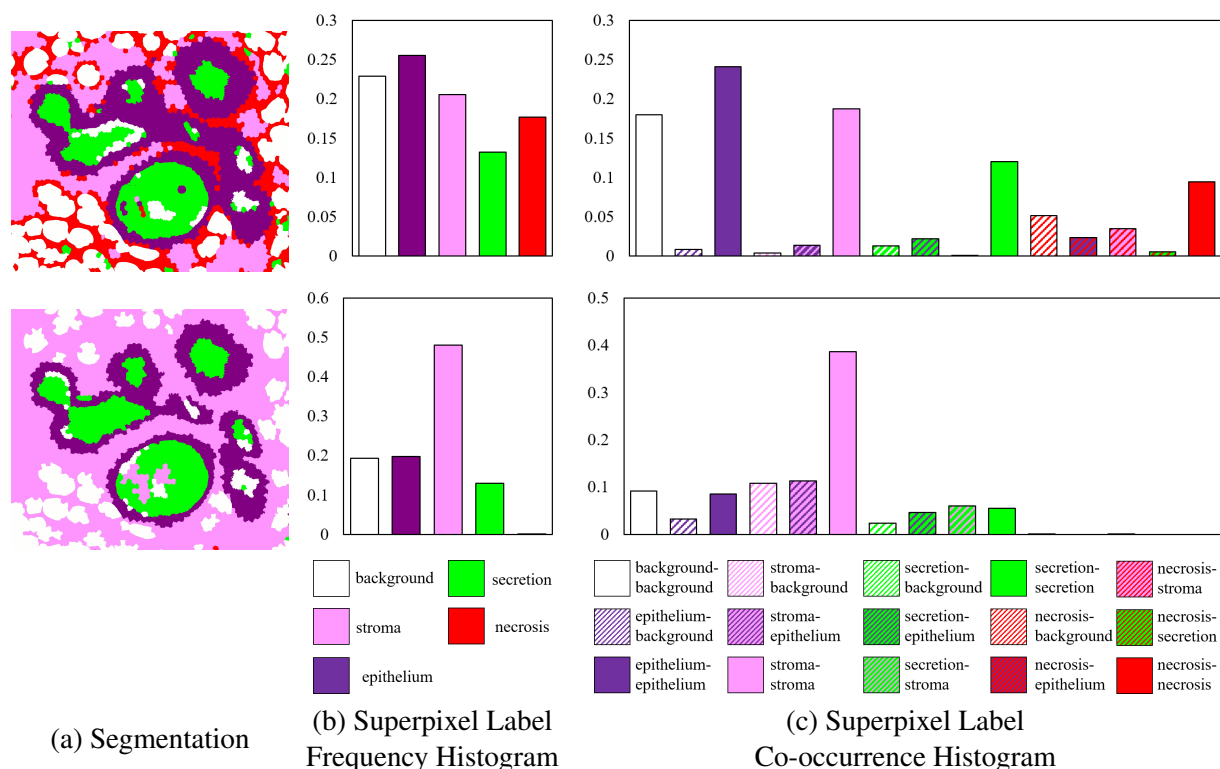 0.3
0.25
0.2
0.15
0.1
0.05
0
0.3
0.25
0.2
0.15
0.1
0.05
0
0.6
0.5
0.4
0.3
0.2
0.1
0
0.5
0.4
0.3
0.2
0.1
0
background
secretion
stroma
necrosis
epithelium
background-
background
stroma-
background
secretion-
background
secretion-
secretion
necrosis-
stroma
epithelium-
background
stroma-
epithelium
secretion-
epithelium
necrosis-
background
necrosis-
secretion
epithelium-
epithelium
stroma-
stroma
secretion-
stroma
necrosis-
epithelium
necrosis-
necrosis
(a) Segmentation
(b) Superpixel Label
Frequency Histogram
(c) Superpixel Label
Co-occurrence Histogram